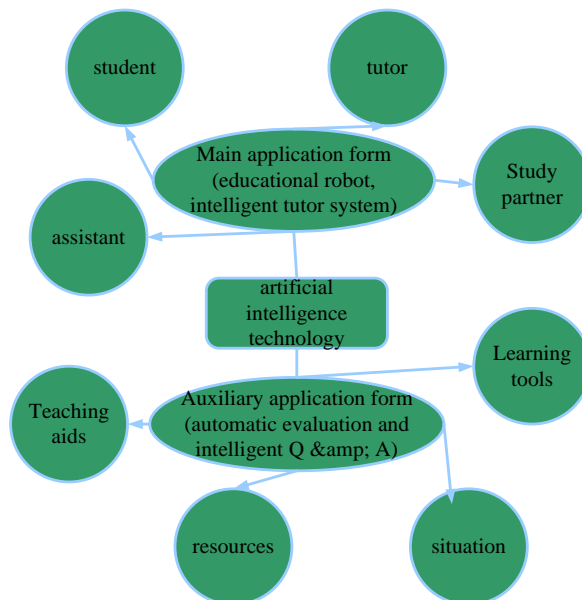 student
tutor
Main application form
(educational robot,
intelligent tutor system)
Study
partner
assistant
artificial
intelligence
technology
Learning
tools
Auxiliary application form
(automatic evaluation and
intelligent Q &amp; A)
Teaching
aids
resources
situation